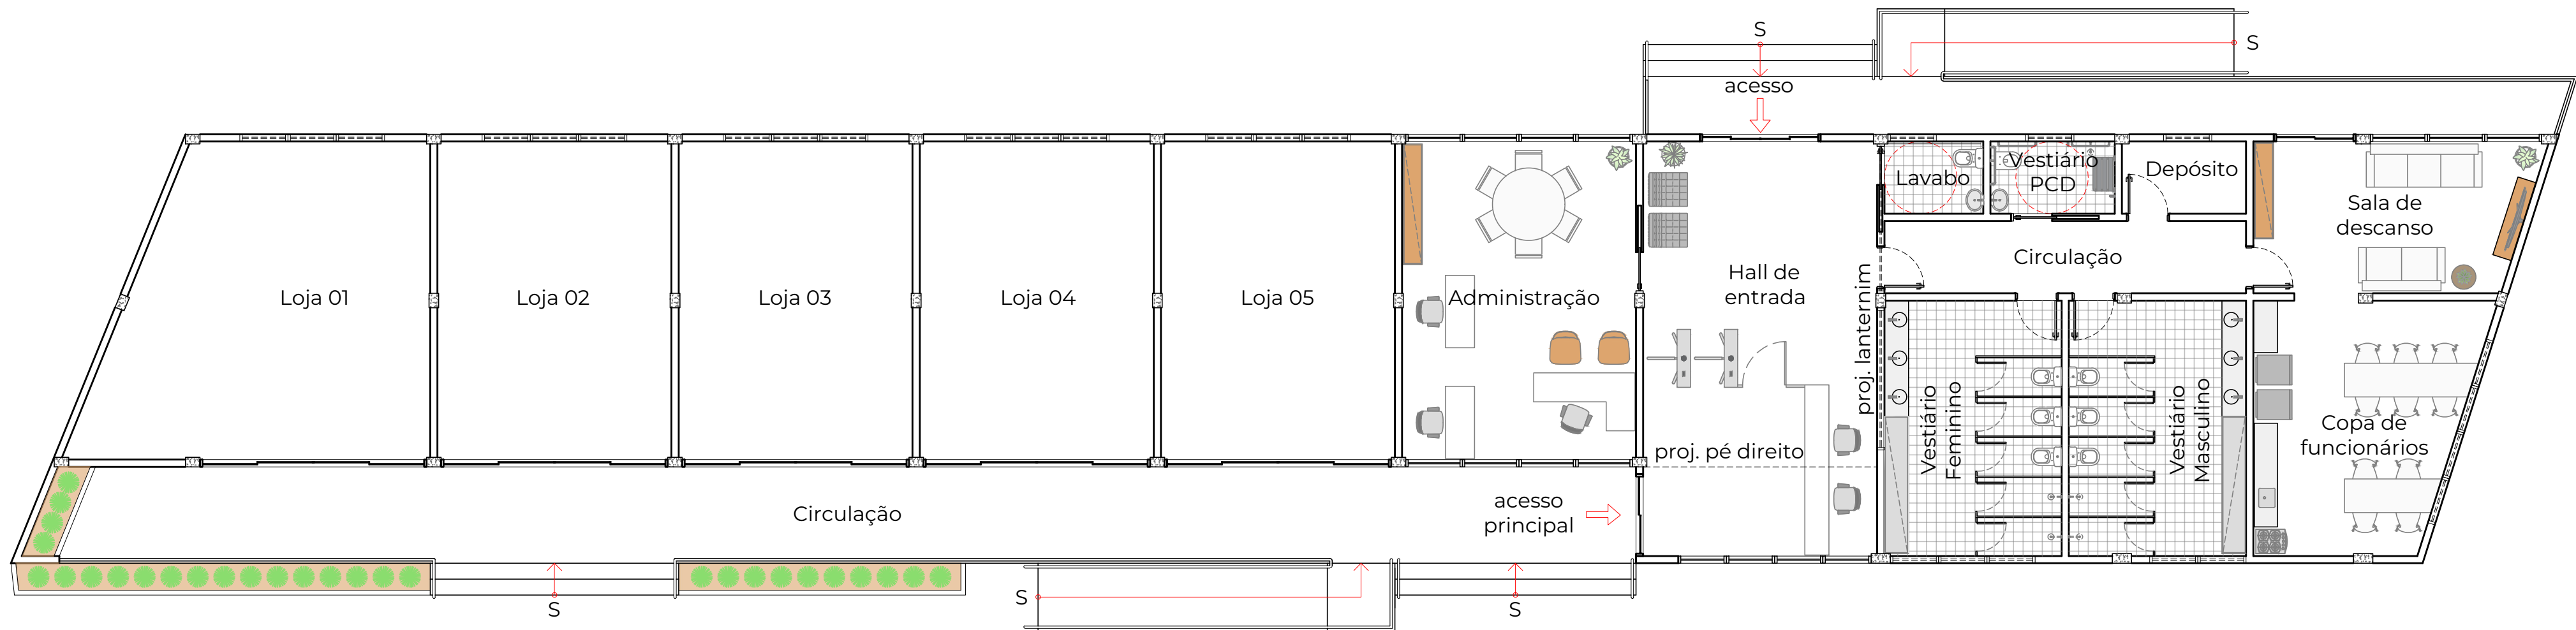 S
S
acesso
Lavabo
Vestiário
PCD
Depósito
Sala de
descanso
Circulação
Loja 01
Loja 02
Loja 03
Loja 04
Loja 05
Administração
Hall de
entrada
proj. lanternim
proj. pé direito
Vestiário
Feminino
Vestiário
Masculino
Copa de
funcionários
Circulação
acesso
principal
S
S
S